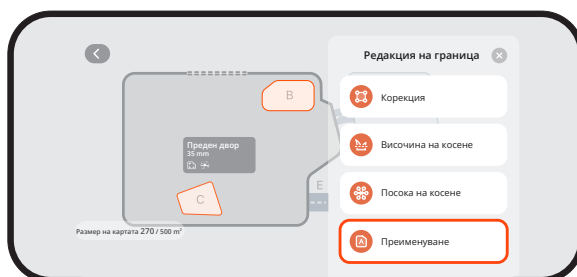 Редакция на граница
B
Корекция
Преден двор
35 mm
Височина на косене
E
Посока на косене
C
Размер на картата 270 / 500 m²
A
Преименуване